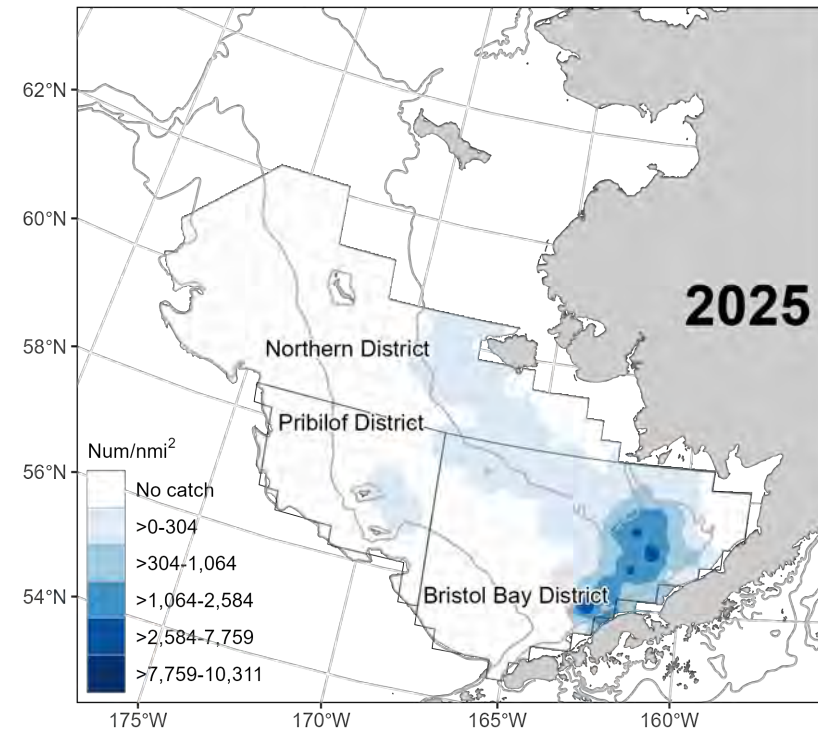 62°N
60°N
58°N
56°N
54°N
2025
Northern District
Pribilof District
Bristol Bay District
Num/nmi²
No catch
>0-304
>304-1,064
>1,064-2,584
>2,584-7,759
>7,759-10,311
175°W
170°W
165°W
160°W